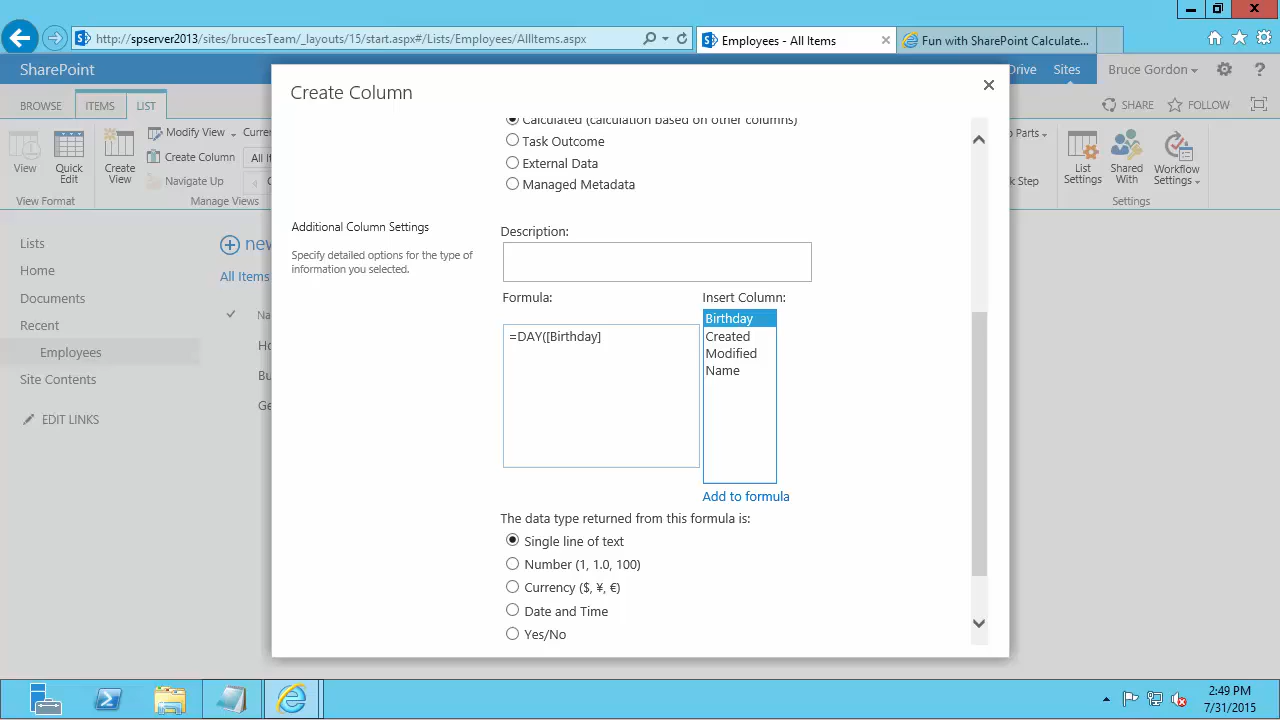 http://spserver2013/sites/brucesTeam/_layouts/15/start.aspx#/Lists/Employees/AllItems.aspx
Employees - All Items
Fun with SharePoint Calculate...
SharePoint
Drive
Sites
Bruce Gordon
?
Create Column
BROWSE
ITEMS
LIST
SHARE
FOLLOW
View
Quick Edit
Create View
Modify View
Create Column
Navigate Up
View Format
Manage Views
List Settings
Shared With
Workflow Settings
Settings
Calculated (calculation based on other columns)
Task Outcome
External Data
Managed Metadata
Lists
Home
Documents
Recent
Employees
Site Contents
EDIT LINKS
All Items
Additional Column Settings
Specify detailed options for the type of
information you selected.
Description:
Formula:
=DAY([Birthday]
Insert Column:
Birthday
Created
Modified
Name
Add to formula
The data type returned from this formula is:
Single line of text
Number (1, 1.0, 100)
Currency ($, ¥, €)
Date and Time
Yes/No
2:49 PM
7/31/2015